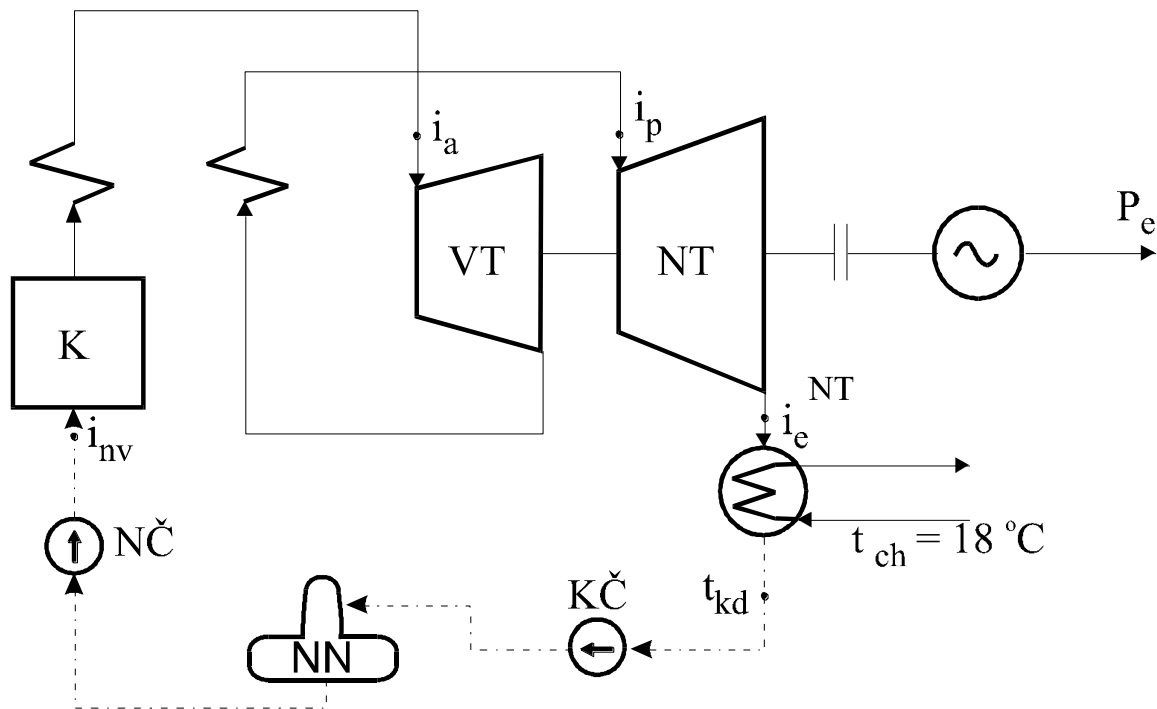 i_a
i_p
P_e
VT
NT
K
NT
i_e
i_nv
NČ
t_ch = 18 °C
KČ
t_kd
NN